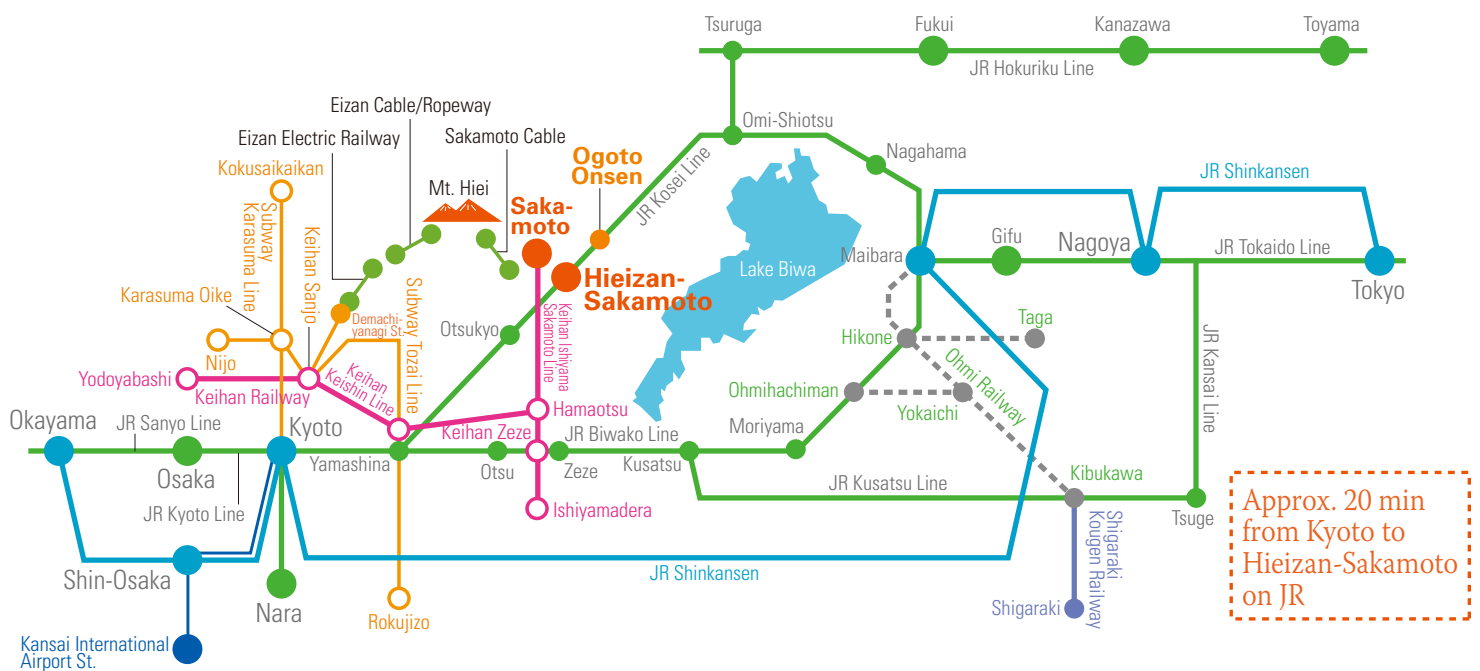 Tsuruga
Fukui
Kanazawa
Toyama
JR Hokuriku Line
Eizan Cable/Ropeway
Eizan Electric Railway
Sakamoto Cable
Omi-Shiotsu
Nagahama
Kokusaikaikan
Mt. Hiei
Ogoto
Onsen
JR Kosei Line
JR Shinkansen
Saka-
moto
Subway
Karasuma Line
Keihan Sanjo
Gifu
Nagoya
JR Tokaido Line
Maibara
Lake Biwa
Tokyo
Hieizan-
Sakamoto
Karasuma Oike
Demachi-
yanagi St.
Subway Tozai Line
Otsukyo
Keihan Ishiyama
Sakamoto Line
Taga
Hikone
Ohmi Railway
JR Kansai Line
Nijo
Yodoyabashi
Keihan Railway
Keihan
Keishin Line
Ohmihachiman
Yokaichi
Hamaotsu
Okayama
JR Sanyo Line
Kyoto
Keihan Zeze
JR Biwako Line
Moriyama
Osaka
Yamashina
Otsu
Zeze
Kusatsu
Kibukawa
JR Kusatsu Line
JR Kyoto Line
Ishiyamadera
Tsuge
Shigaraki
Kougen Railway
Shin-Osaka
JR Shinkansen
Nara
Rokujizo
Shigaraki
Kansai International
Airport St.
Approx. 20 min
from Kyoto to
Hieizan-Sakamoto
on JR